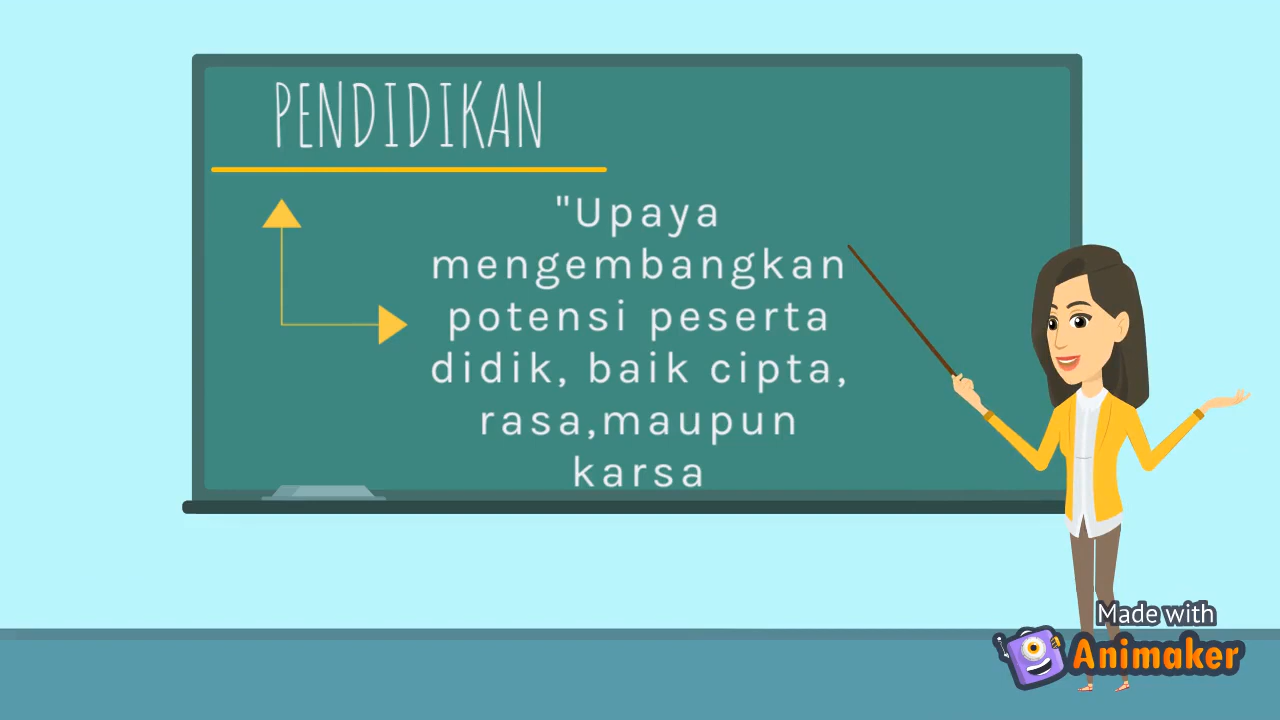 PENDIDIKAN
"Upaya
mengembangkan
potensi peserta
didik, baik cipta,
rasa,maupun
karsa
Made with
Animaker